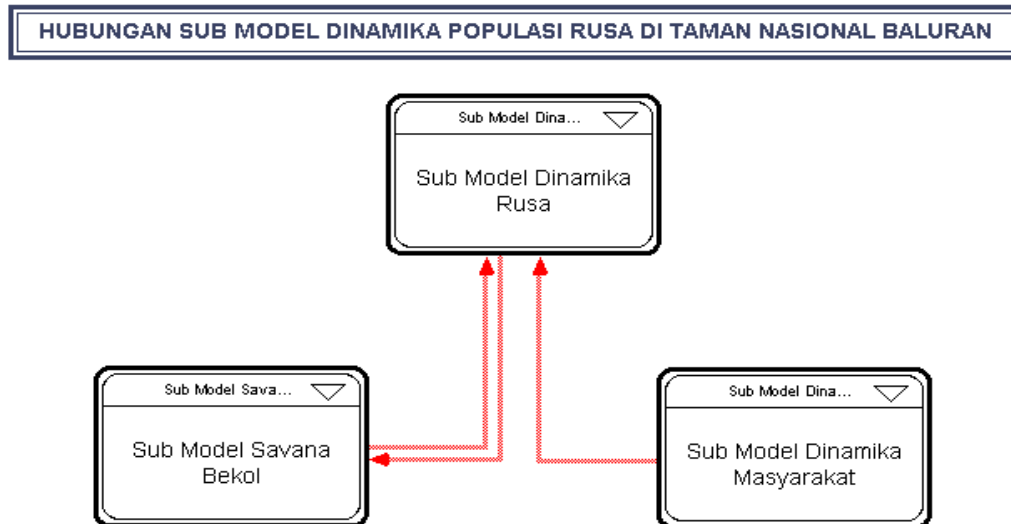 HUBUNGAN SUB MODEL DINAMIKA POPULASI RUSA DI TAMAN NASIONAL BALURAN
Sub Model Dina...
Sub Model Dinamika
Rusa
Sub Model Sava...
Sub Model Savana
Bekol
Sub Model Dina...
Sub Model Dinamika
Masyarakat